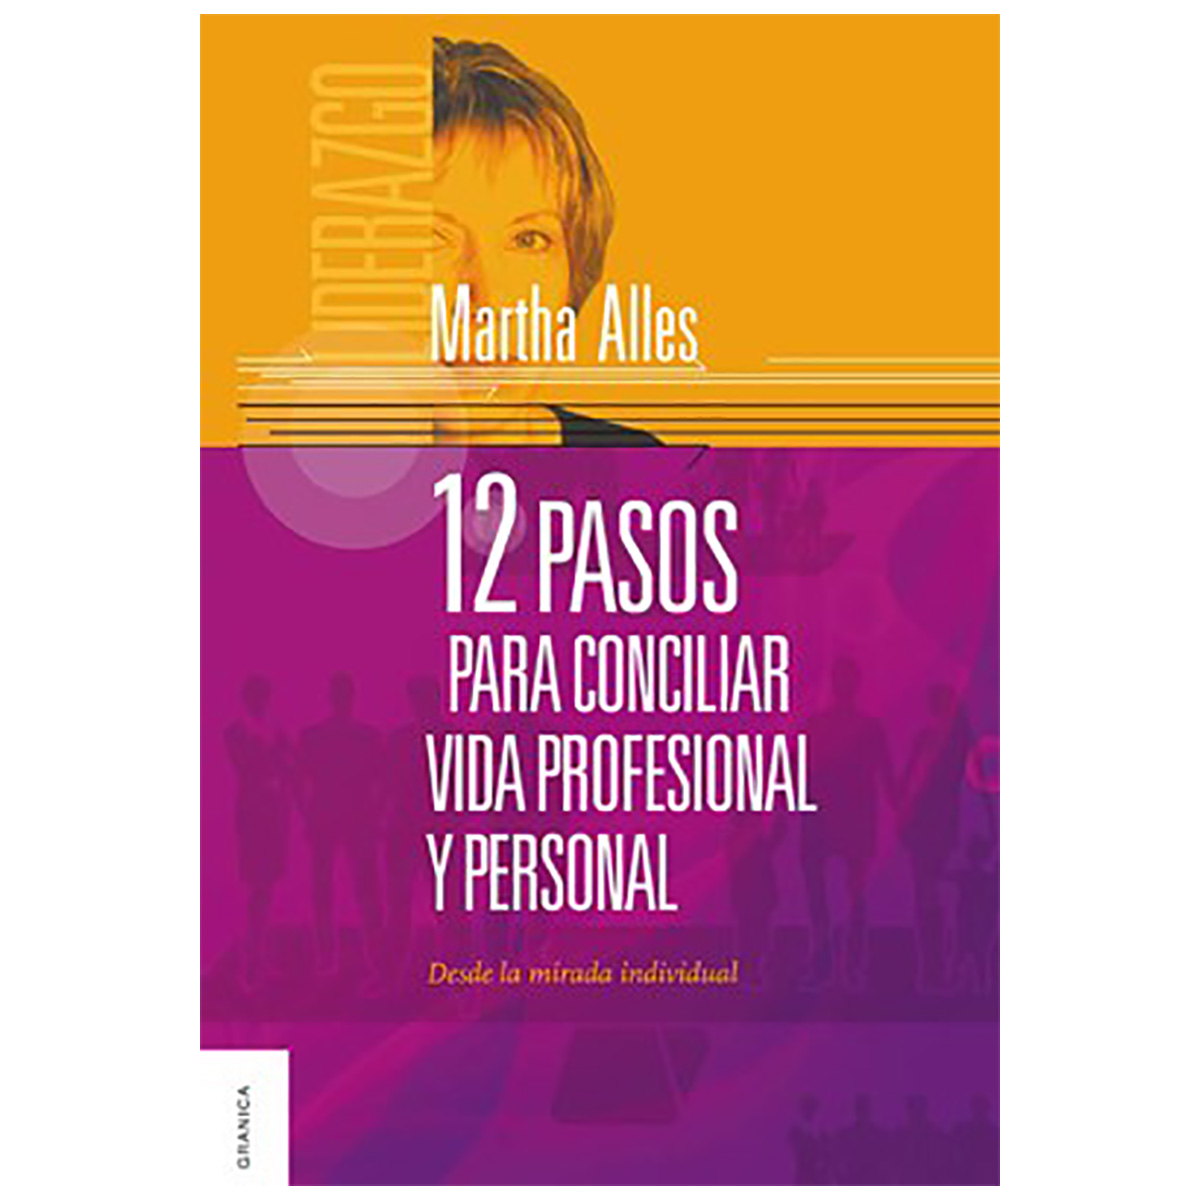 LIDERAZGO
Martha Alles
12 PASOS
PARA CONCILIAR
VIDA PROFESIONAL
Y PERSONAL
Desde la mirada individual
GRANICA